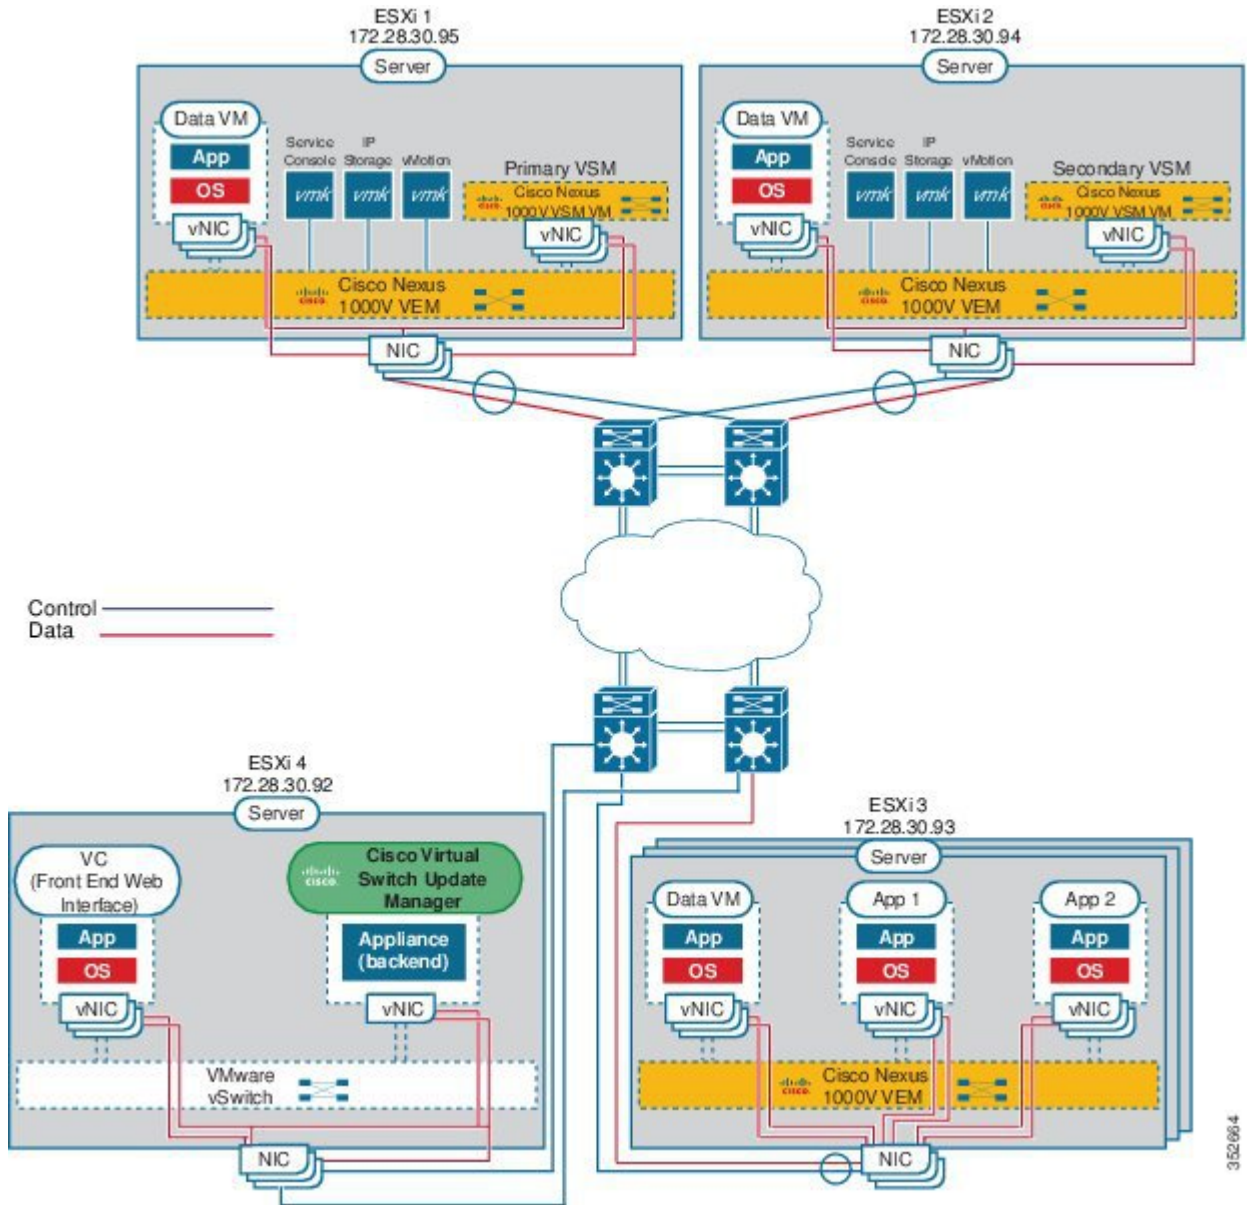 ESXi 1
172.28.30.95
Server
Data VM
App
OS
vNIC
Service
Console
vmk
IP
Storage
vmk
vMotion
vmk
Primary VSM
CISCO
Cisco Nexus
1000V VSM VM
vNIC
CISCO
Cisco Nexus
1000V VEM
NIC
ESXi 2
172.28.30.94
Server
Data VM
App
OS
vNIC
Service
Console
vmk
IP
Storage
vmk
vMotion
vmk
Secondary VSM
CISCO
Cisco Nexus
1000V VSM VM
vNIC
CISCO
Cisco Nexus
1000V VEM
NIC
Control
Data
ESXi 4
172.28.30.92
Server
VC
(Front End Web
Interface)
App
OS
vNIC
CISCO.
Cisco Virtual
Switch Update
Manager
Appliance
(backend)
vNIC
VMware
vSwitch
NIC
ESXi 3
172.28.30.93
Server
Data VM
App
OS
vNIC
App 1
App
OS
vNIC
App 2
App
OS
vNIC
CISCO
Cisco Nexus
1000V VEM
NIC
352664